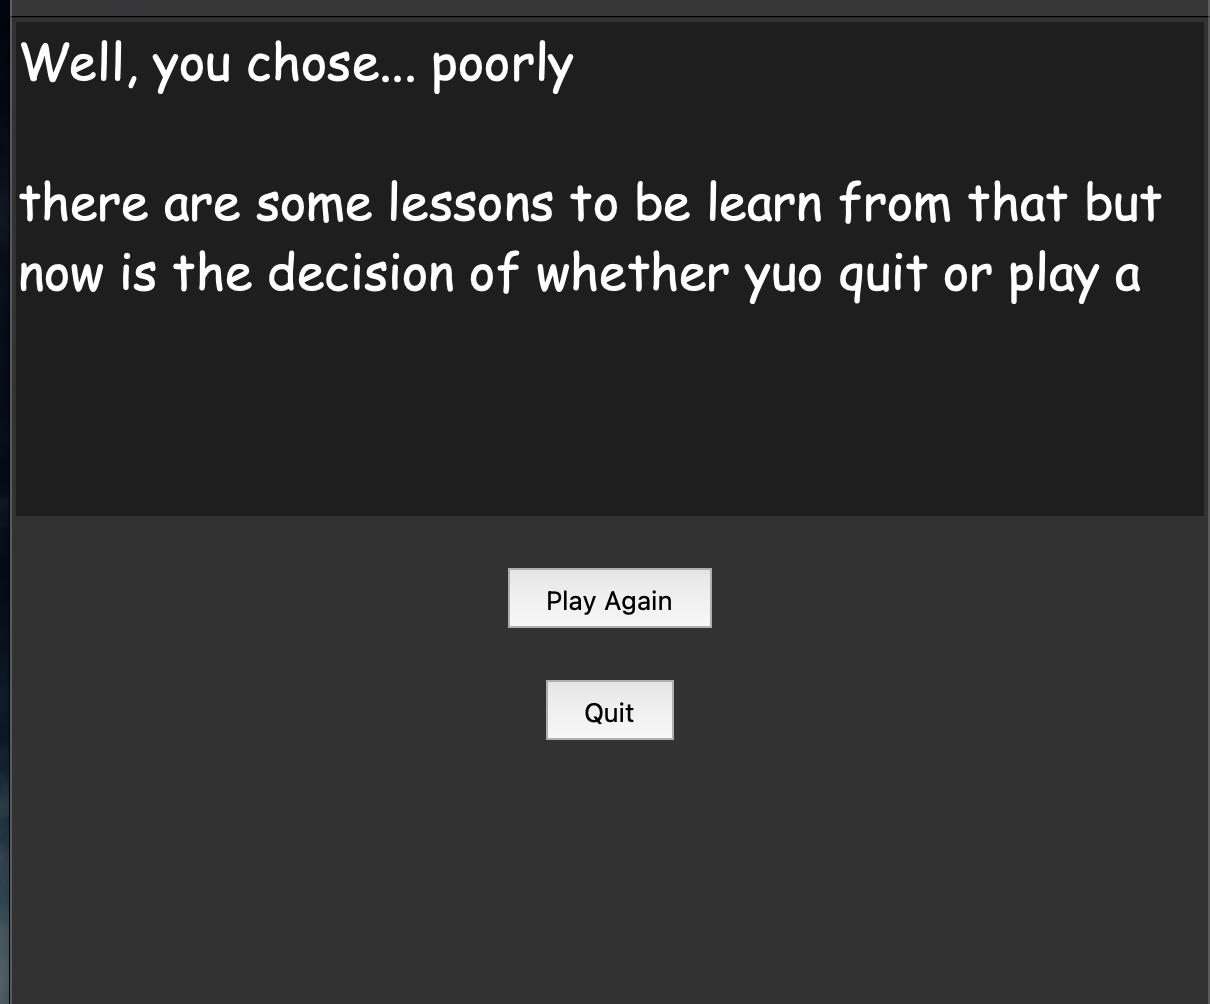 Well, you chose... poorly
there are some lessons to be learn from that but
now is the decision of whether yuo quit or play a
Play Again
Quit